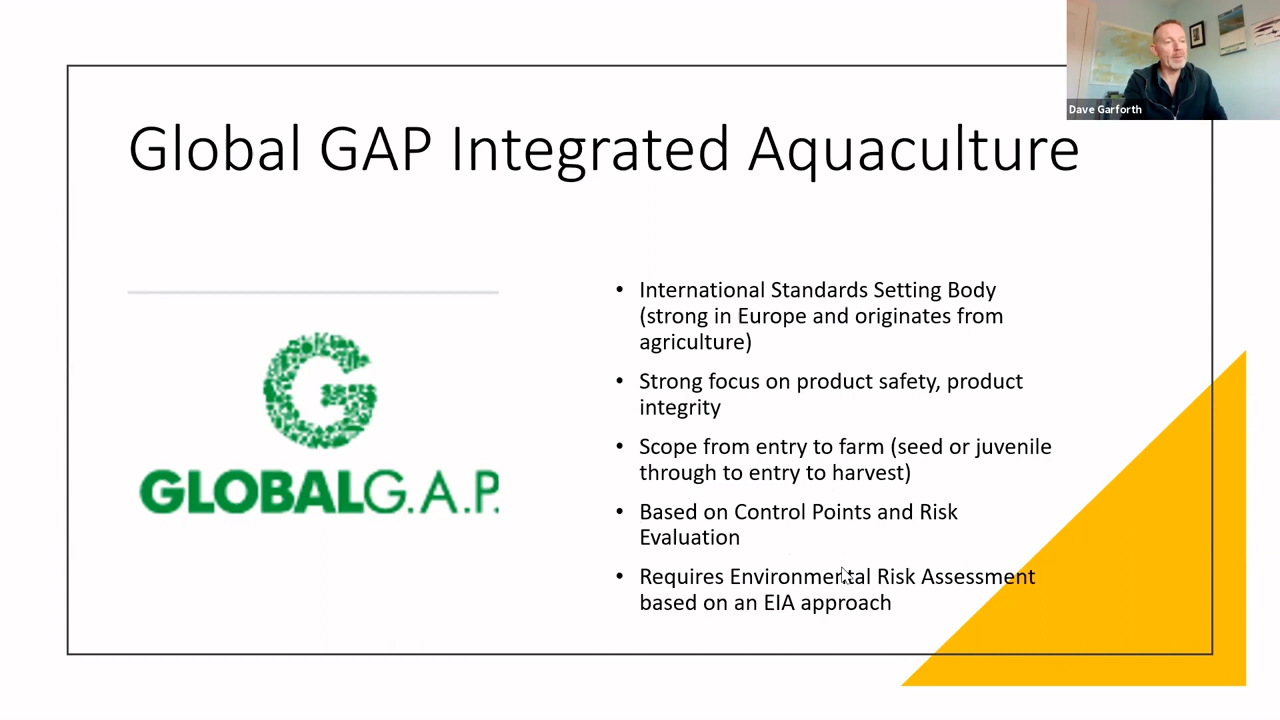 Dave Garforth
Global GAP Integrated Aquaculture
GLOBALG.A.P.
• International Standards Setting Body
(strong in Europe and originates from
agriculture)
• Strong focus on product safety, product
integrity
• Scope from entry to farm (seed or juvenile
through to entry to harvest)
• Based on Control Points and Risk
Evaluation
• Requires Environmental Risk Assessment
based on an EIA approach